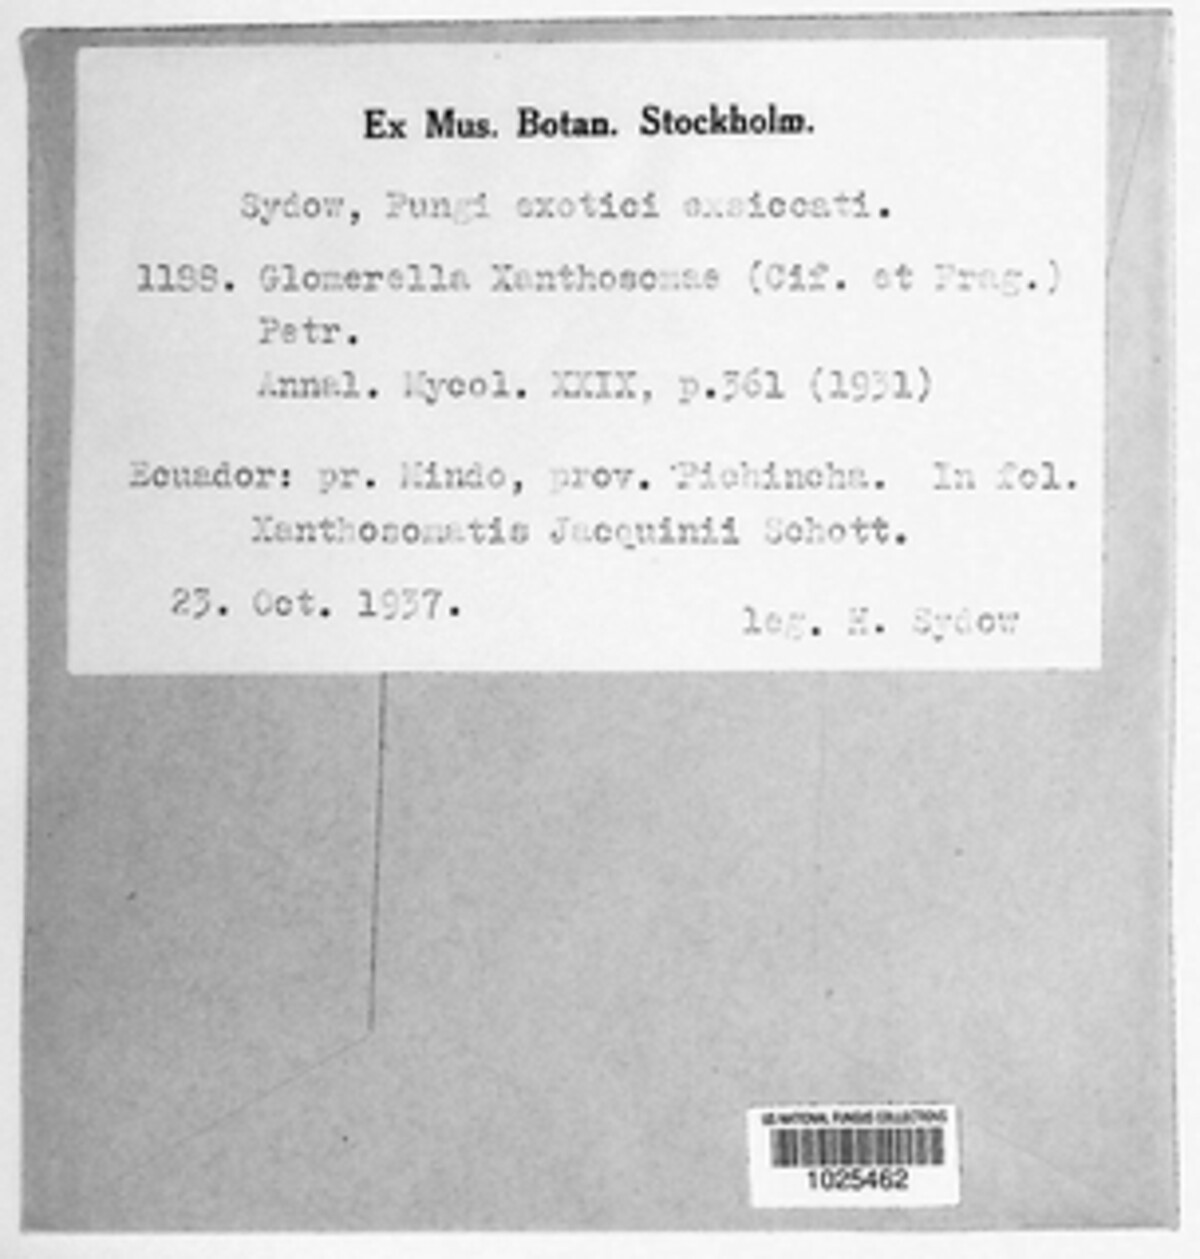 Ex Mus. Botan. Stockholm.
Sydow, Fungi exotici exsiccati.
1188. Glomerella Xanthosomae (Cif. et Frag.)
Petr.
Annal. Mycol. XXIX, p.361 (1931)
Ecuador: pr. Mindo, prov. Pichincha. In fol.
Xanthosomatis Jacquinii Schott.
23. Oct. 1937.
leg. H. Sydow
US NATIONAL FUNGUS COLLECTIONS
1025462